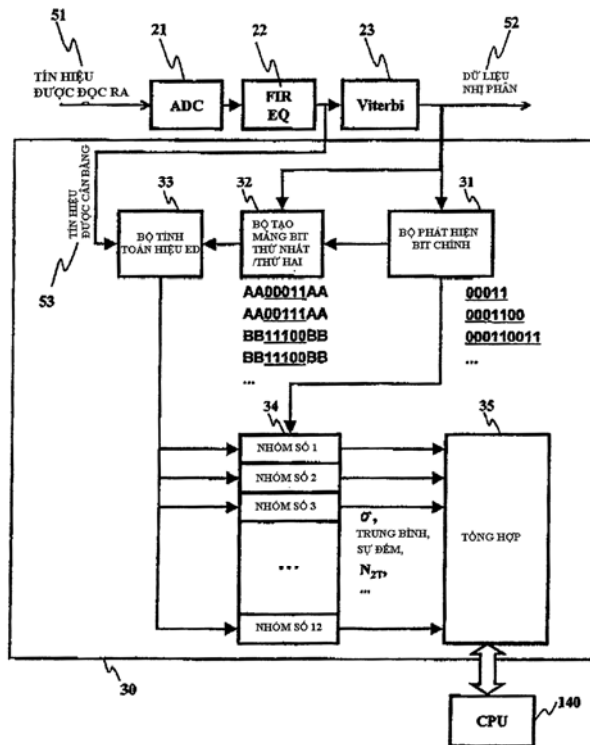 51
21
22
23
52
TÍN HIỆU
ĐƯỢC ĐỌC RA
ADC
FIR
EQ
Viterbi
DỮ LIỆU
NHỊ PHÂN
TÍN HIỆU
ĐƯỢC CÂN BẰNG
53
33
32
31
BỘ TÍNH
TOÁN HIỆU ED
BỘ TẠO
MẢNG BIT
THỨ NHẤT
/THỨ HAI
BỘ PHÁT HIỆN
BIT CHÍNH
AA00011AA
AA00111AA
BB11100BB
BB11100BB
...
00011
0001100
000110011
...
34
35
NHÓM SỐ 1
NHÓM SỐ 2
NHÓM SỐ 3
...
NHÓM SỐ 12
σ,
TRUNG BÌNH,
SỰ ĐẾM,
N2T,
...
TỔNG HỢP
30
CPU
140